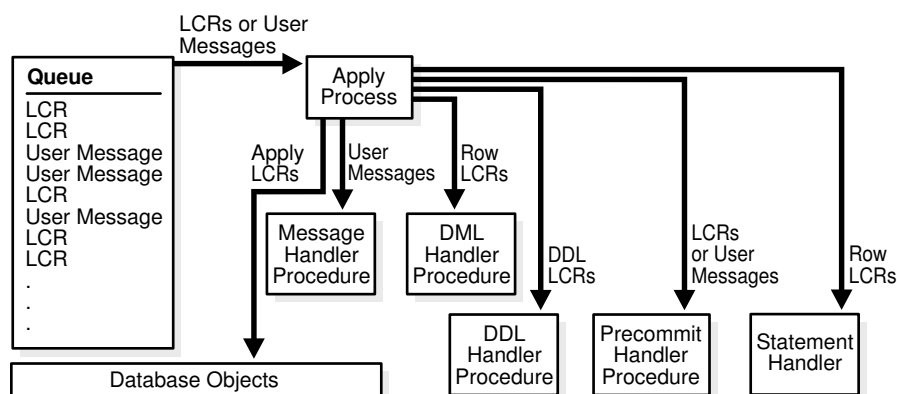 LCRs or User
Messages
Queue
LCR
LCR
User Message
User Message
LCR
User Message
LCR
LCR
.
.
.
Apply
Process
Apply
LCRs
User
Messages
Row
LCRs
Message
Handler
Procedure
DML
Handler
Procedure
DDL
LCRs
LCRs
or User
Messages
Row
LCRs
DDL
Handler
Procedure
Precommit
Handler
Procedure
Statement
Handler
Database Objects